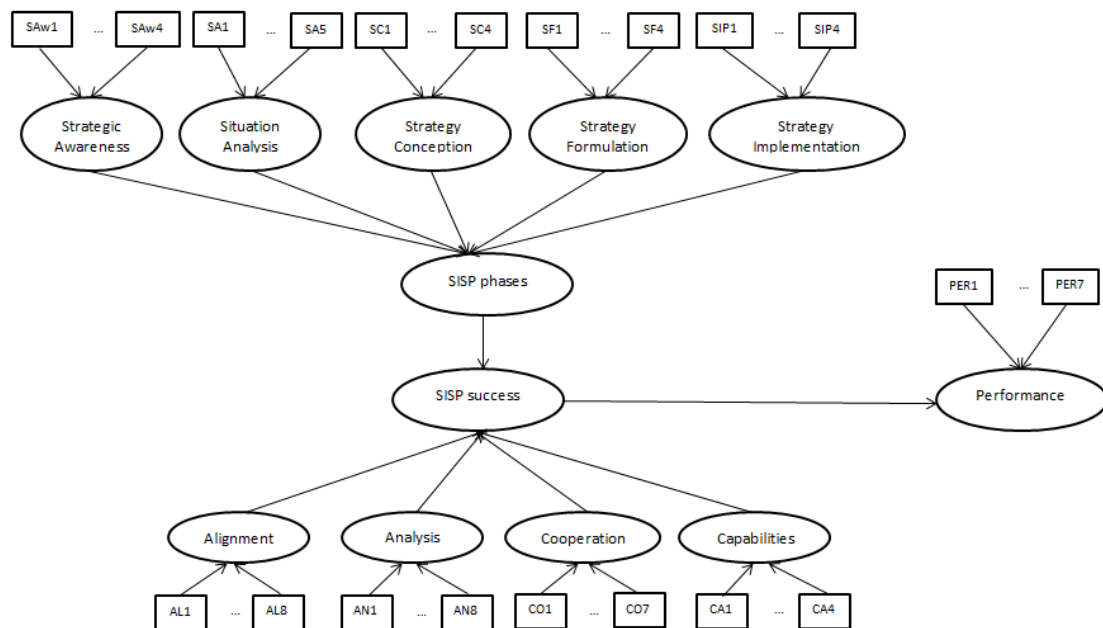 SAw1 ... SAw4 SA1 ... SA5 SC1 ... SC4 SF1 ... SF4 SIP1 ... SIP4
Strategic
Awareness
Situation
Analysis
Strategy
Conception
Strategy
Formulation
Strategy
Implementation
SISP phases
PER1 ... PER7
SISP success
Performance
Alignment
Analysis
Cooperation
Capabilities
AL1 ... AL8 AN1 ... AN8 CO1 ... CO7 CA1 ... CA4